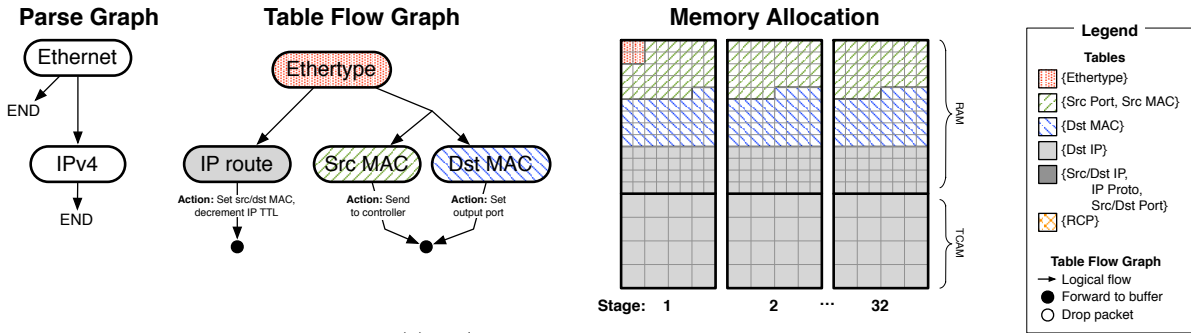 Parse Graph
Ethernet
END
IPv4
END
Table Flow Graph
Ethertype
IP route
Src MAC
Dst MAC
Action: Set src/dst MAC,
decrement IP TTL
Action: Send
to controller
Action: Set
output port
Memory Allocation
RAM
TCAM
Stage: 1 2 ... 32
Legend
Tables
{Ethertype}
{Src Port, Src MAC}
{Dst MAC}
{Dst IP}
{Src/Dst IP,
IP Proto,
Src/Dst Port}
{RCP}
Table Flow Graph
Logical flow
Forward to buffer
Drop packet